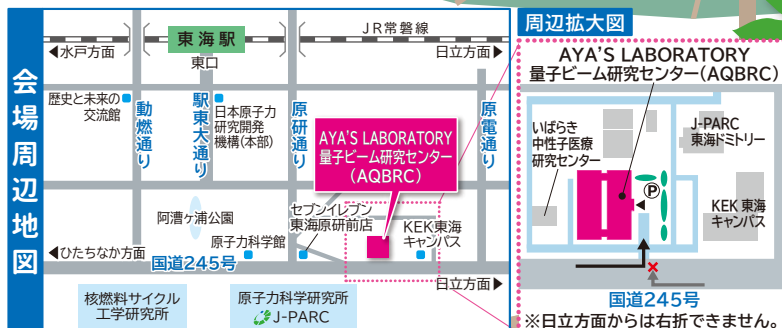 会場周辺地図
JR常磐線
東海駅
東口
◀水戸方面
日立方面▶
歴史と未来の
交流館
動燃通り
駅東大通り
日本原子力
研究開発
機構(本部)
原研通り
原電通り
AYA'S LABORATORY
量子ビーム研究センター
(AQBRC)
阿漕ヶ浦公園
セブンイレブン
東海原研前店
原子力科学館
KEK東海
キャンパス
◀ひたちなか方面
国道245号
日立方面▶
核燃料サイクル
工学研究所
原子力科学研究所
J-PARC
周辺拡大図
AYA'S LABORATORY
量子ビーム研究センター(AQBRC)
いばらき
中性子医療
研究センター
J-PARC
東海ドミトリー
P
KEK 東海
キャンパス
国道245号
※日立方面からは右折できません。